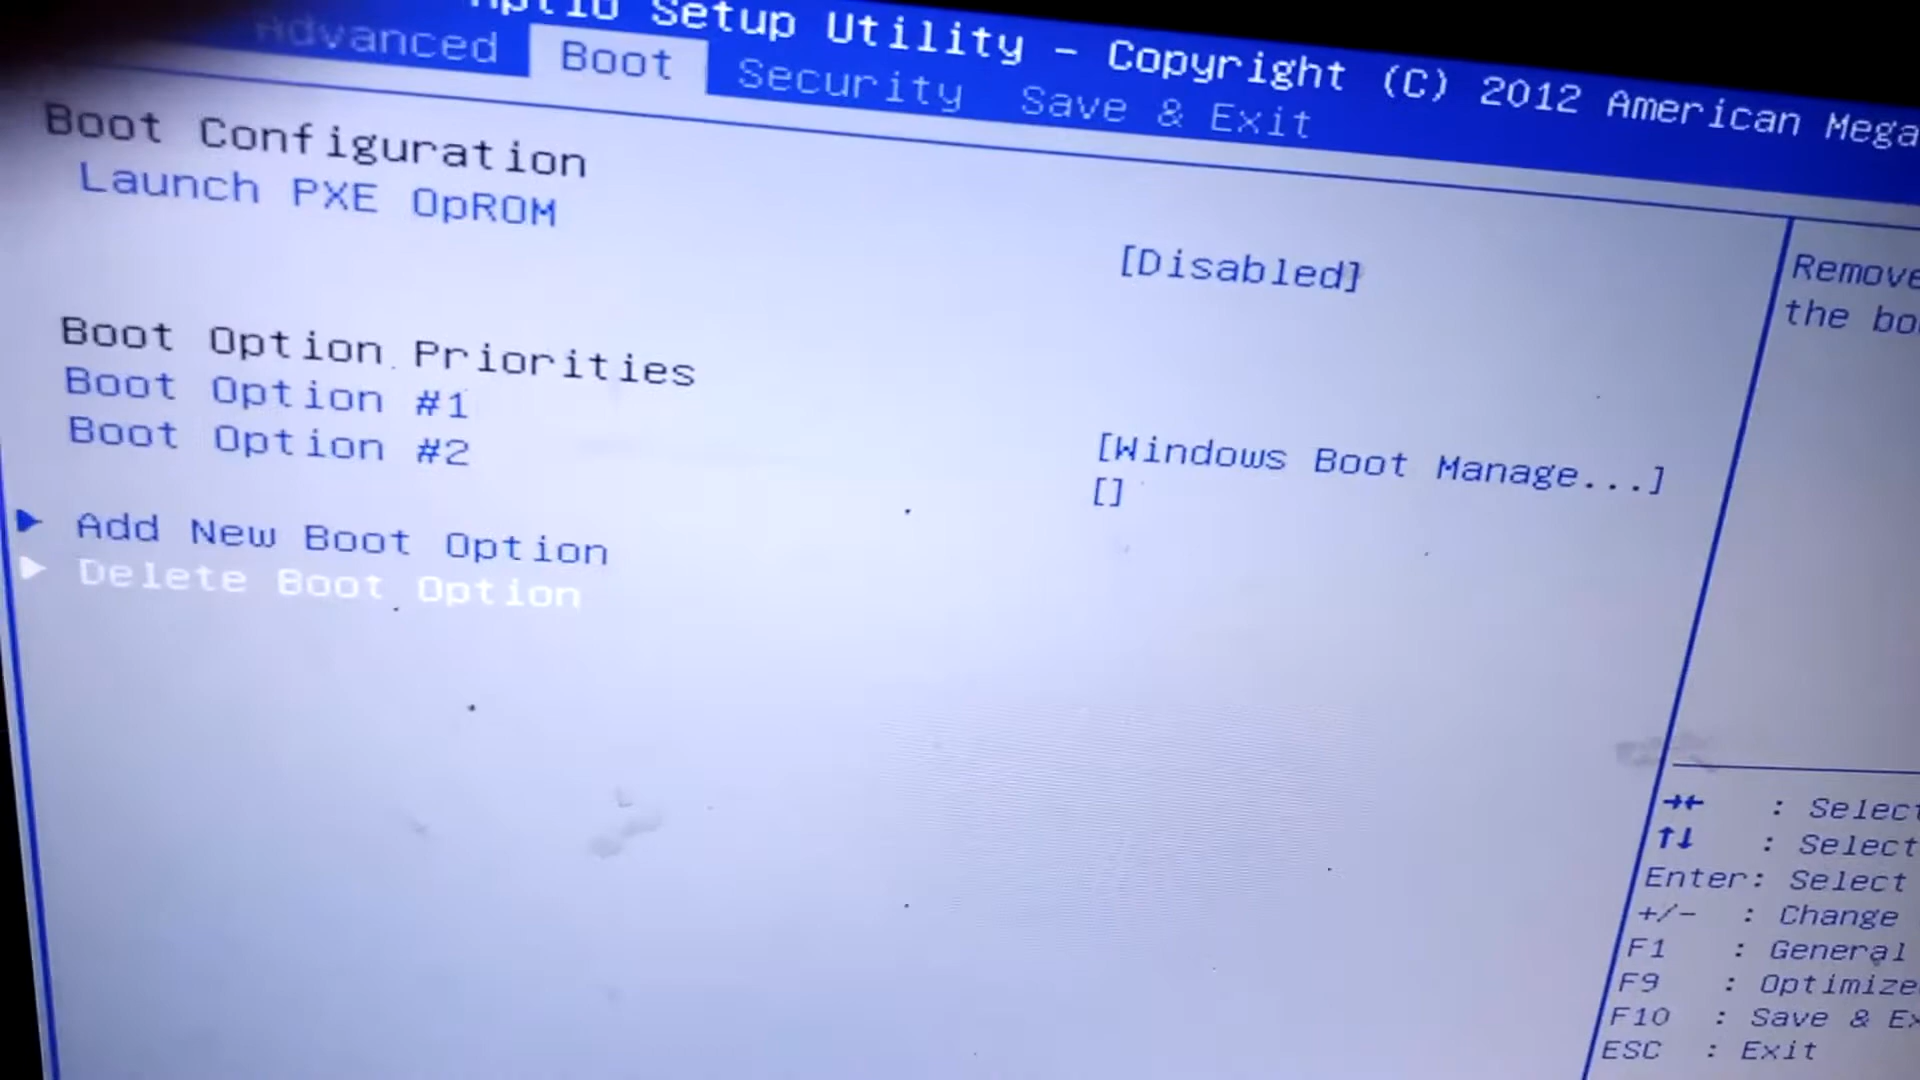 Aptio Setup Utility - Copyright (C) 2012 American Mega
Advanced Boot Security Save & Exit
Boot Configuration
Launch PXE OpROM [Disabled]
Boot Option Priorities
Boot Option #1 [Windows Boot Manage...]
Boot Option #2 []
Add New Boot Option
Delete Boot Option
Remove
the bo
→← : Select
↑↓ : Select
Enter: Select
+/- : Change
F1 : General
F9 : Optimize
F10 : Save & Ex
ESC : Exit